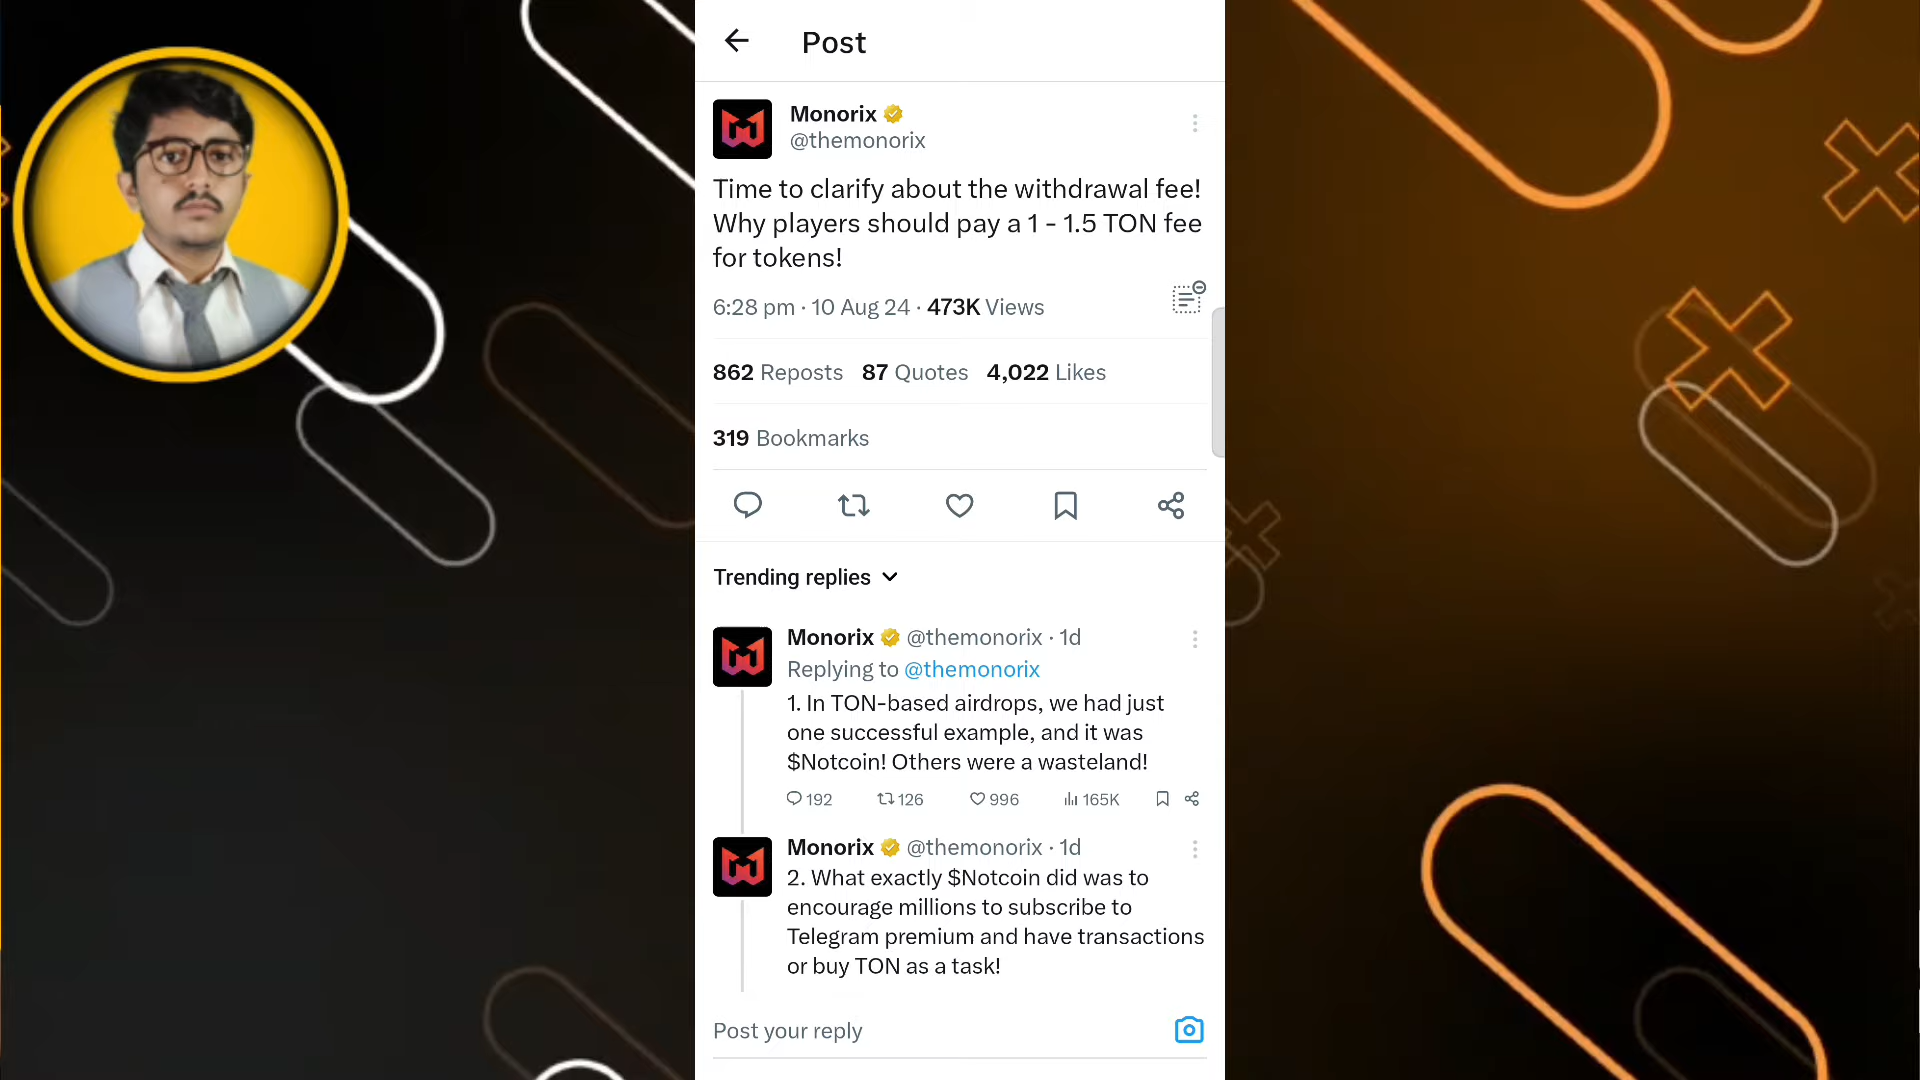 Post
Monorix
@themonorix
Time to clarify about the withdrawal fee!
Why players should pay a 1 - 1.5 TON fee
for tokens!
6:28 pm · 10 Aug 24 · 473K Views
862 Reposts 87 Quotes 4,022 Likes
319 Bookmarks
Trending replies
Monorix @themonorix · 1d
Replying to @themonorix
1. In TON-based airdrops, we had just
one successful example, and it was
$Notcoin! Others were a wasteland!
192 126 996 165K
Monorix @themonorix · 1d
2. What exactly $Notcoin did was to
encourage millions to subscribe to
Telegram premium and have transactions
or buy TON as a task!
Post your reply